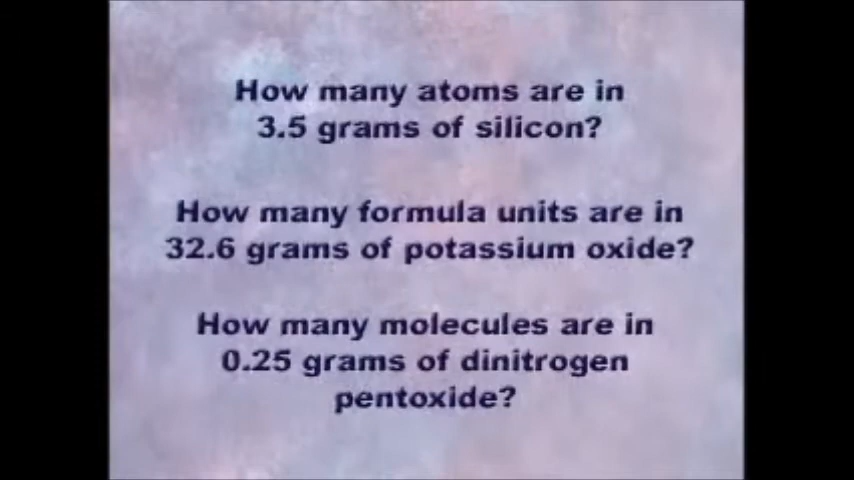 How many atoms are in
3.5 grams of silicon?
How many formula units are in
32.6 grams of potassium oxide?
How many molecules are in
0.25 grams of dinitrogen
pentoxide?